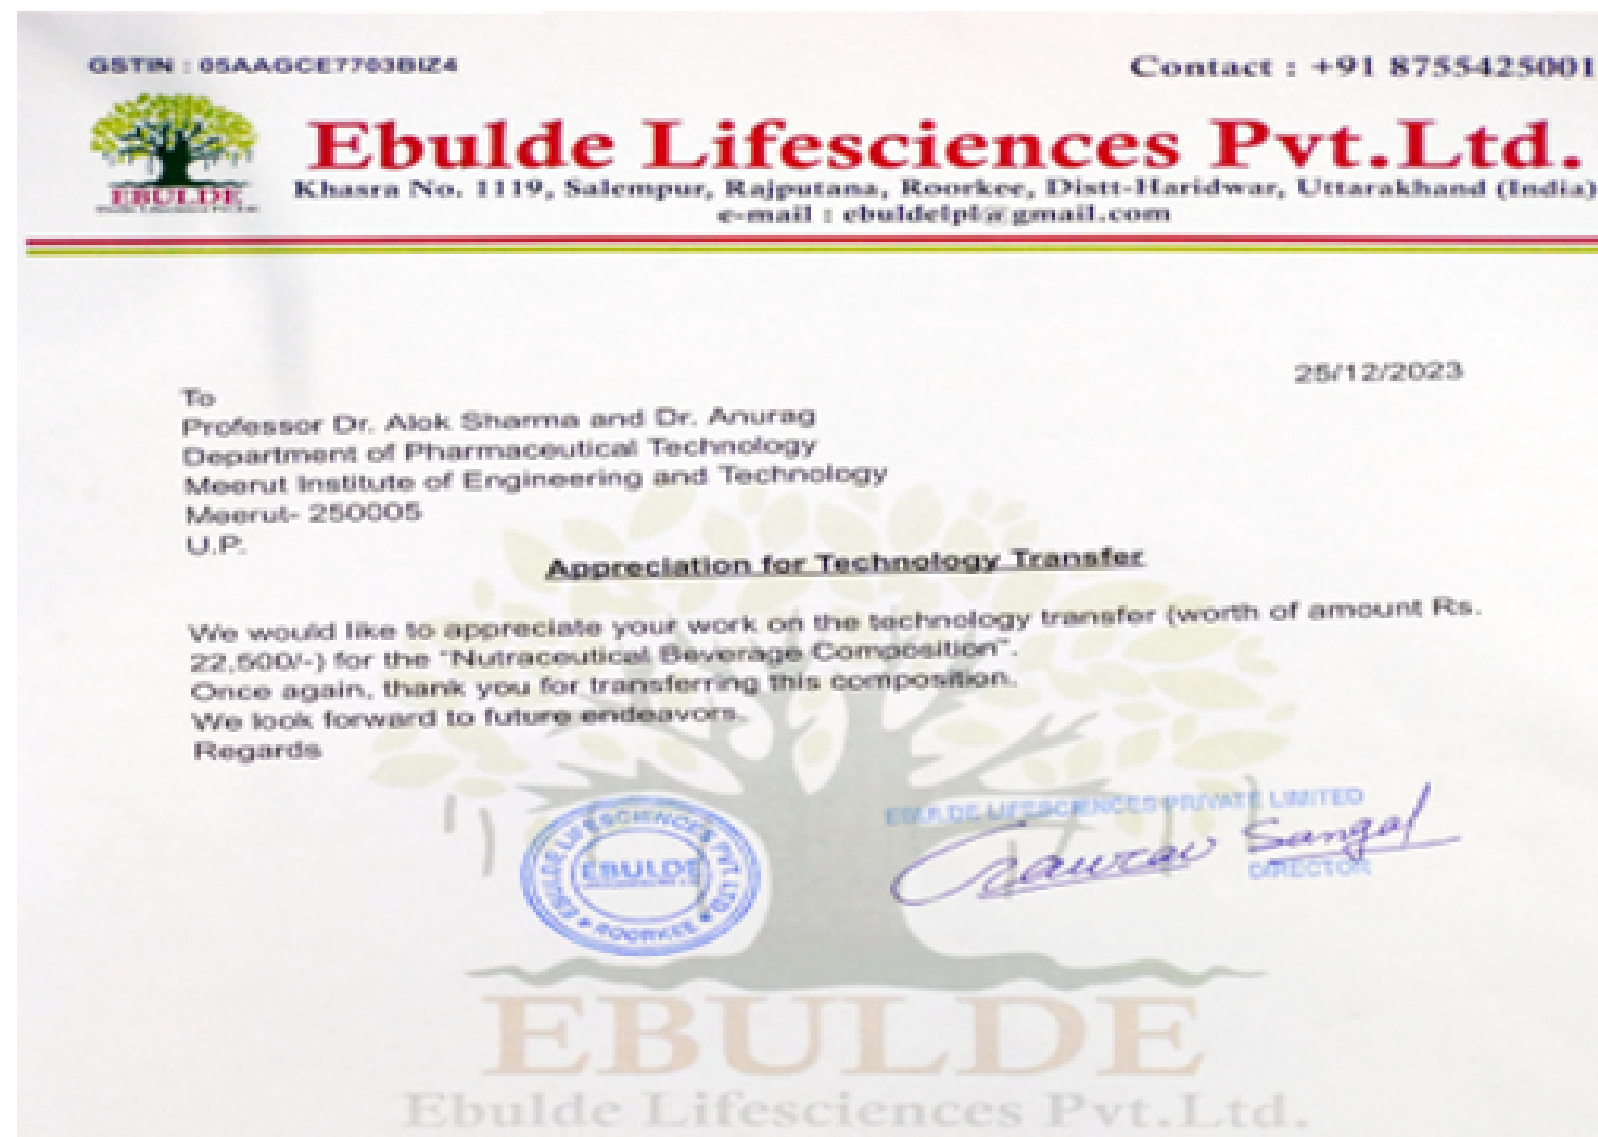 GSTIN : 05AAGCE7703BIZ4
Contact : +91 8755425001
EBULDE
Ebulde Lifesciences Pvt.Ltd.
Khasra No. 1119, Salempur, Rajputana, Roorkee, Distt-Haridwar, Uttarakhand (India)
e-mail : ebuldelpl@gmail.com
25/12/2023
To
Professor Dr. Alok Sharma and Dr. Anurag
Department of Pharmaceutical Technology
Meerut Institute of Engineering and Technology
Meerut- 250005
U.P.
Appreciation for Technology Transfer
We would like to appreciate your work on the technology transfer (worth of amount Rs.
22,500/-) for the "Nutraceutical Beverage Composition".
Once again, thank you for transferring this composition.
We look forward to future endeavors.
Regards
EBULDE LIFESCIENCES PVT. LTD
EBULDE
ROORKEE
EBULDE LIFESCIENCES PRIVATE LIMITED
Gaurav Sangal
DIRECTOR
EBULDE
Ebulde Lifesciences Pvt.Ltd.